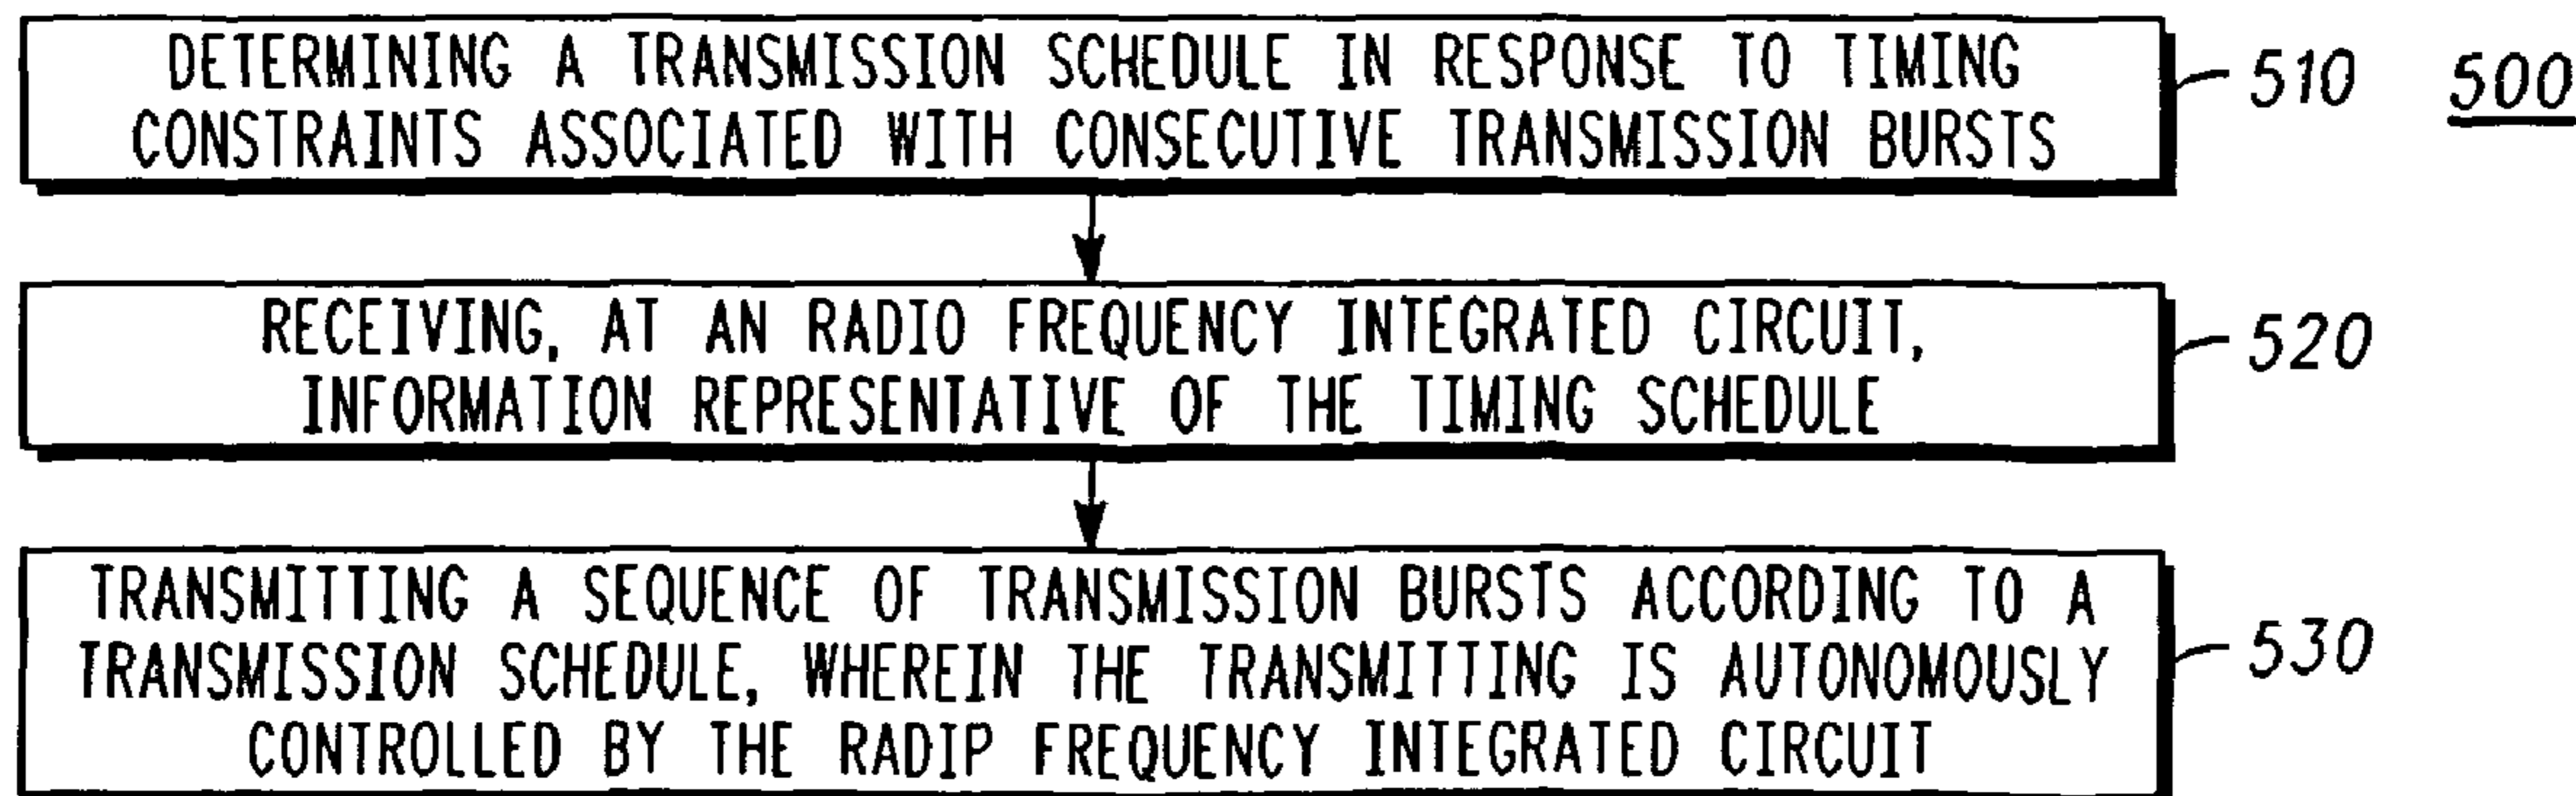 DETERMINING A TRANSMISSION SCHEDULE IN RESPONSE TO TIMING
CONSTRAINTS ASSOCIATED WITH CONSECUTIVE TRANSMISSION BURSTS
510
500
RECEIVING, AT AN RADIO FREQUENCY INTEGRATED CIRCUIT,
INFORMATION REPRESENTATIVE OF THE TIMING SCHEDULE
520
TRANSMITTING A SEQUENCE OF TRANSMISSION BURSTS ACCORDING TO A
TRANSMISSION SCHEDULE, WHEREIN THE TRANSMITTING IS AUTONOMOUSLY
CONTROLLED BY THE RADIP FREQUENCY INTEGRATED CIRCUIT
530